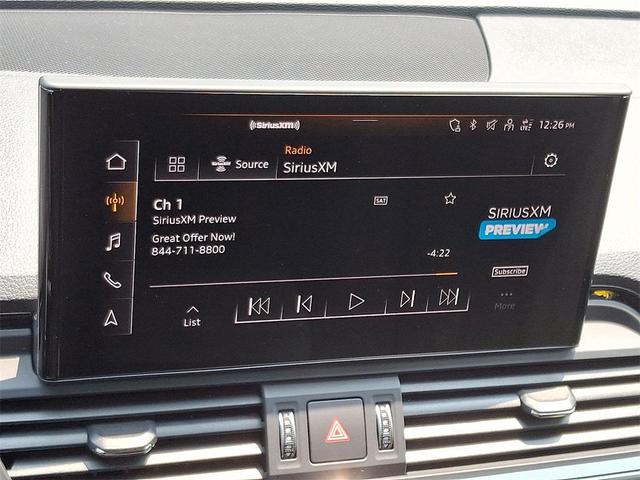 ((SiriusXM))
LTE 12:26 PM
Radio
Source SiriusXM
Ch 1
SAT
SiriusXM Preview
Great Offer Now!
844-711-8800
-4:22
SIRIUSXM
PREVIEW
Subscribe
List
More